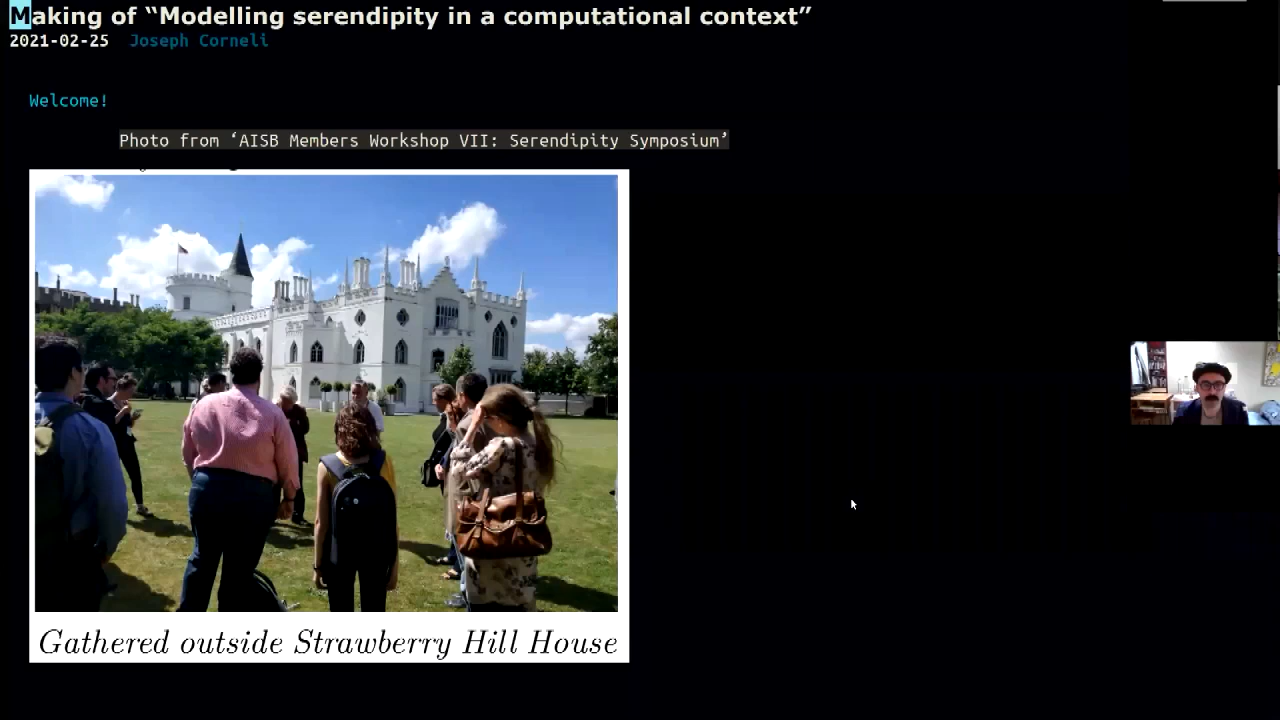 Making of “Modelling serendipity in a computational context”
2021-02-25 Joseph Corneli
Welcome!
Photo from ‘AISB Members Workshop VII: Serendipity Symposium’
Gathered outside Strawberry Hill House